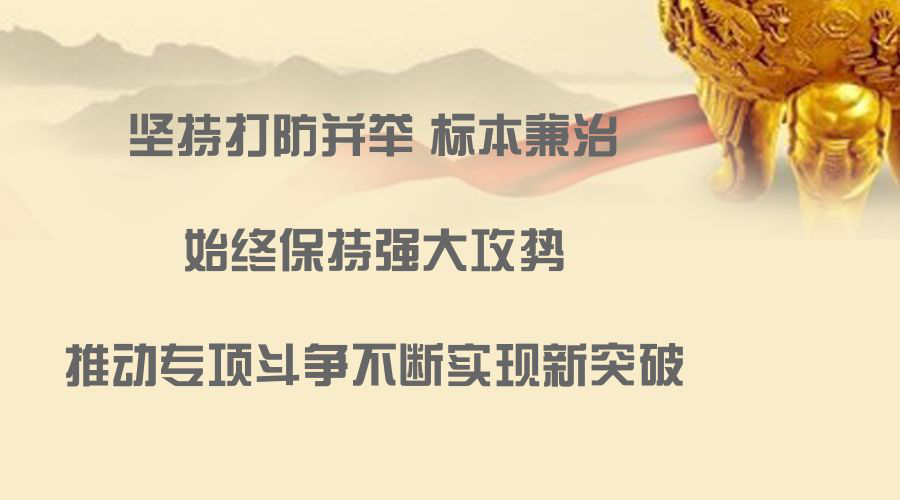 坚持打防并举 标本兼治
始终保持强大攻势
推动专项斗争不断实现新突破